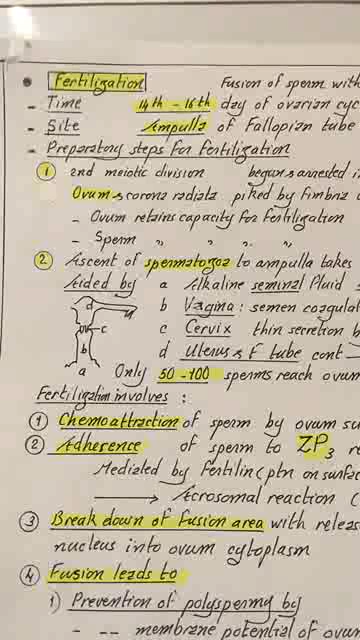 Fertilization Fusion of sperm with
- Time 14th - 16th day of ovarian cyc
- Site Ampulla of Fallopian tube
- Preparatory steps for fertilization
1 2nd meiotic division began & arrested i
Ovum & corona radiata piked by fimbria o
- Ovum retains capacity for fertilization
- Sperm " " " "
2 Ascent of spermatozoa to ampulla takes
Aided by a Alkaline seminal fluid
b Vagina: semen coagulat
c Cervix thin secretion b
d Uterus & F tube cont
d
c
b
a
Only 50-100 sperms reach ovum
Fertilization involves:
1 Chemoattraction of sperm by ovum su
2 Adherence of sperm to ZP3 re
Mediated by fertilin (ptn on surfac
→ Acrosomal reaction (
3 Break down of fusion area with releas
nucleus into ovum cytoplasm
4 Fusion leads to
1) Prevention of polyspermy by
- -- membrane potential of ovum